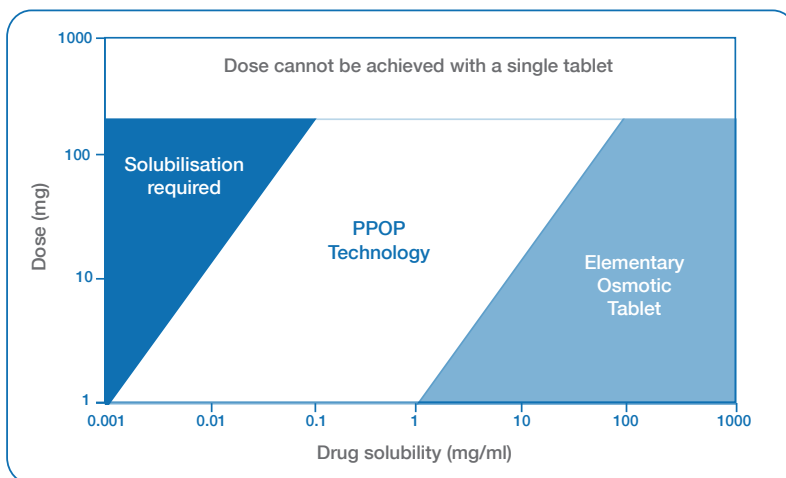 1000
Dose cannot be achieved with a single tablet
100
Solubilisation
required
PPOP
Technology
Dose (mg)
10
Elementary
Osmotic
Tablet
1
0.001
0.01
0.1
1
10
100
1000
Drug solubility (mg/ml)